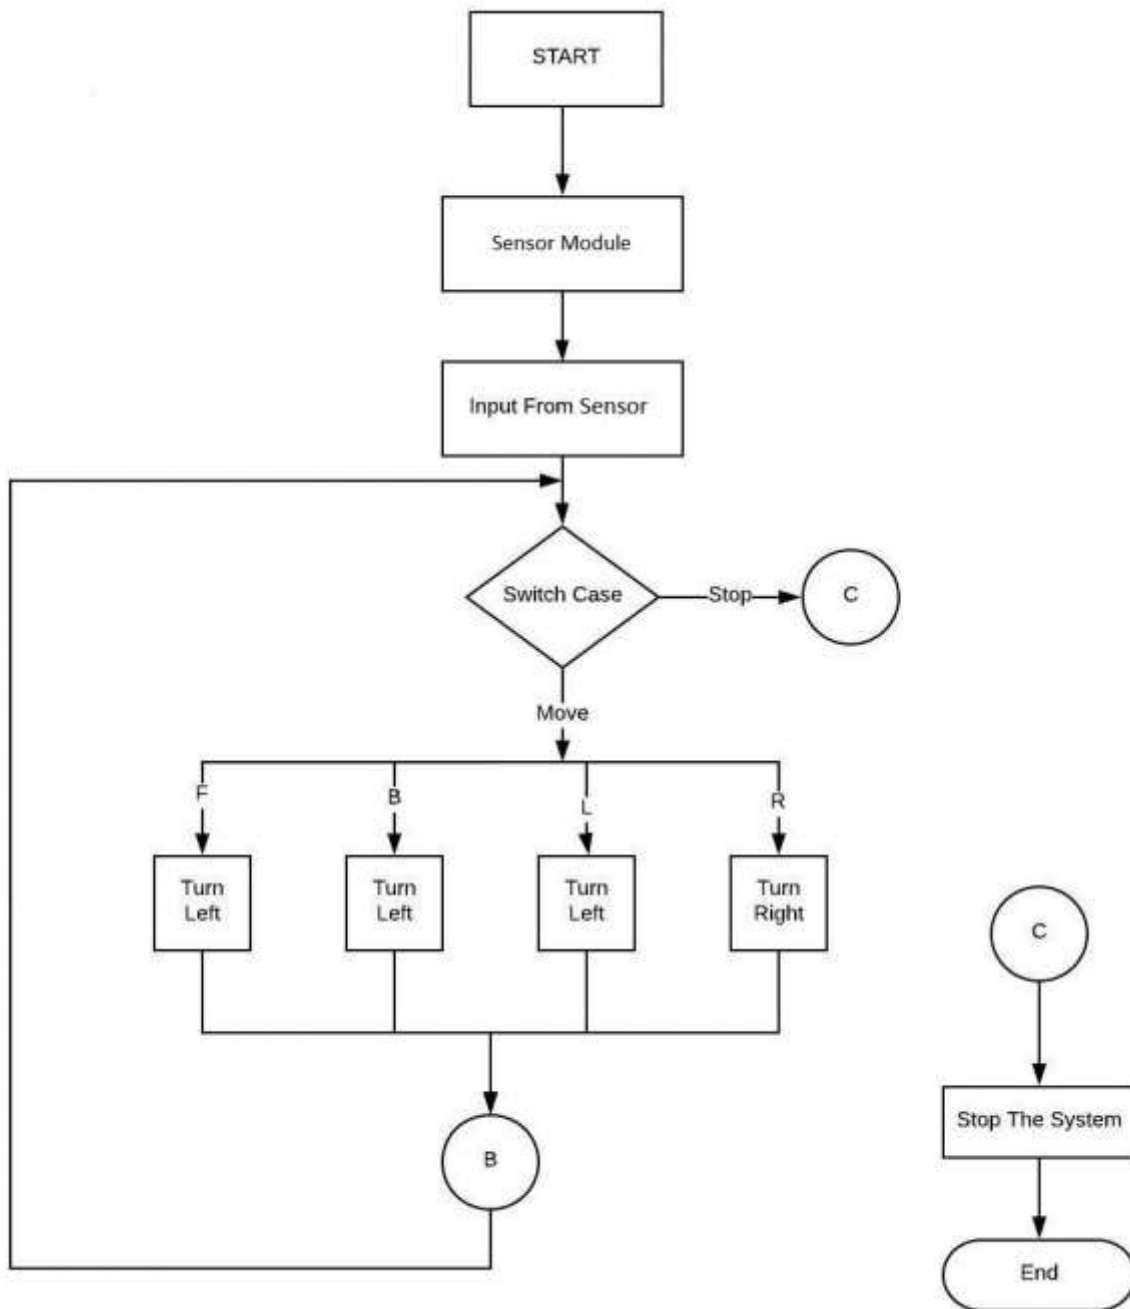 START
Sensor Module
Input From Sensor
Switch Case
Stop
C
Move
F
B
L
R
Turn
Left
Turn
Left
Turn
Left
Turn
Right
C
Stop The System
B
End